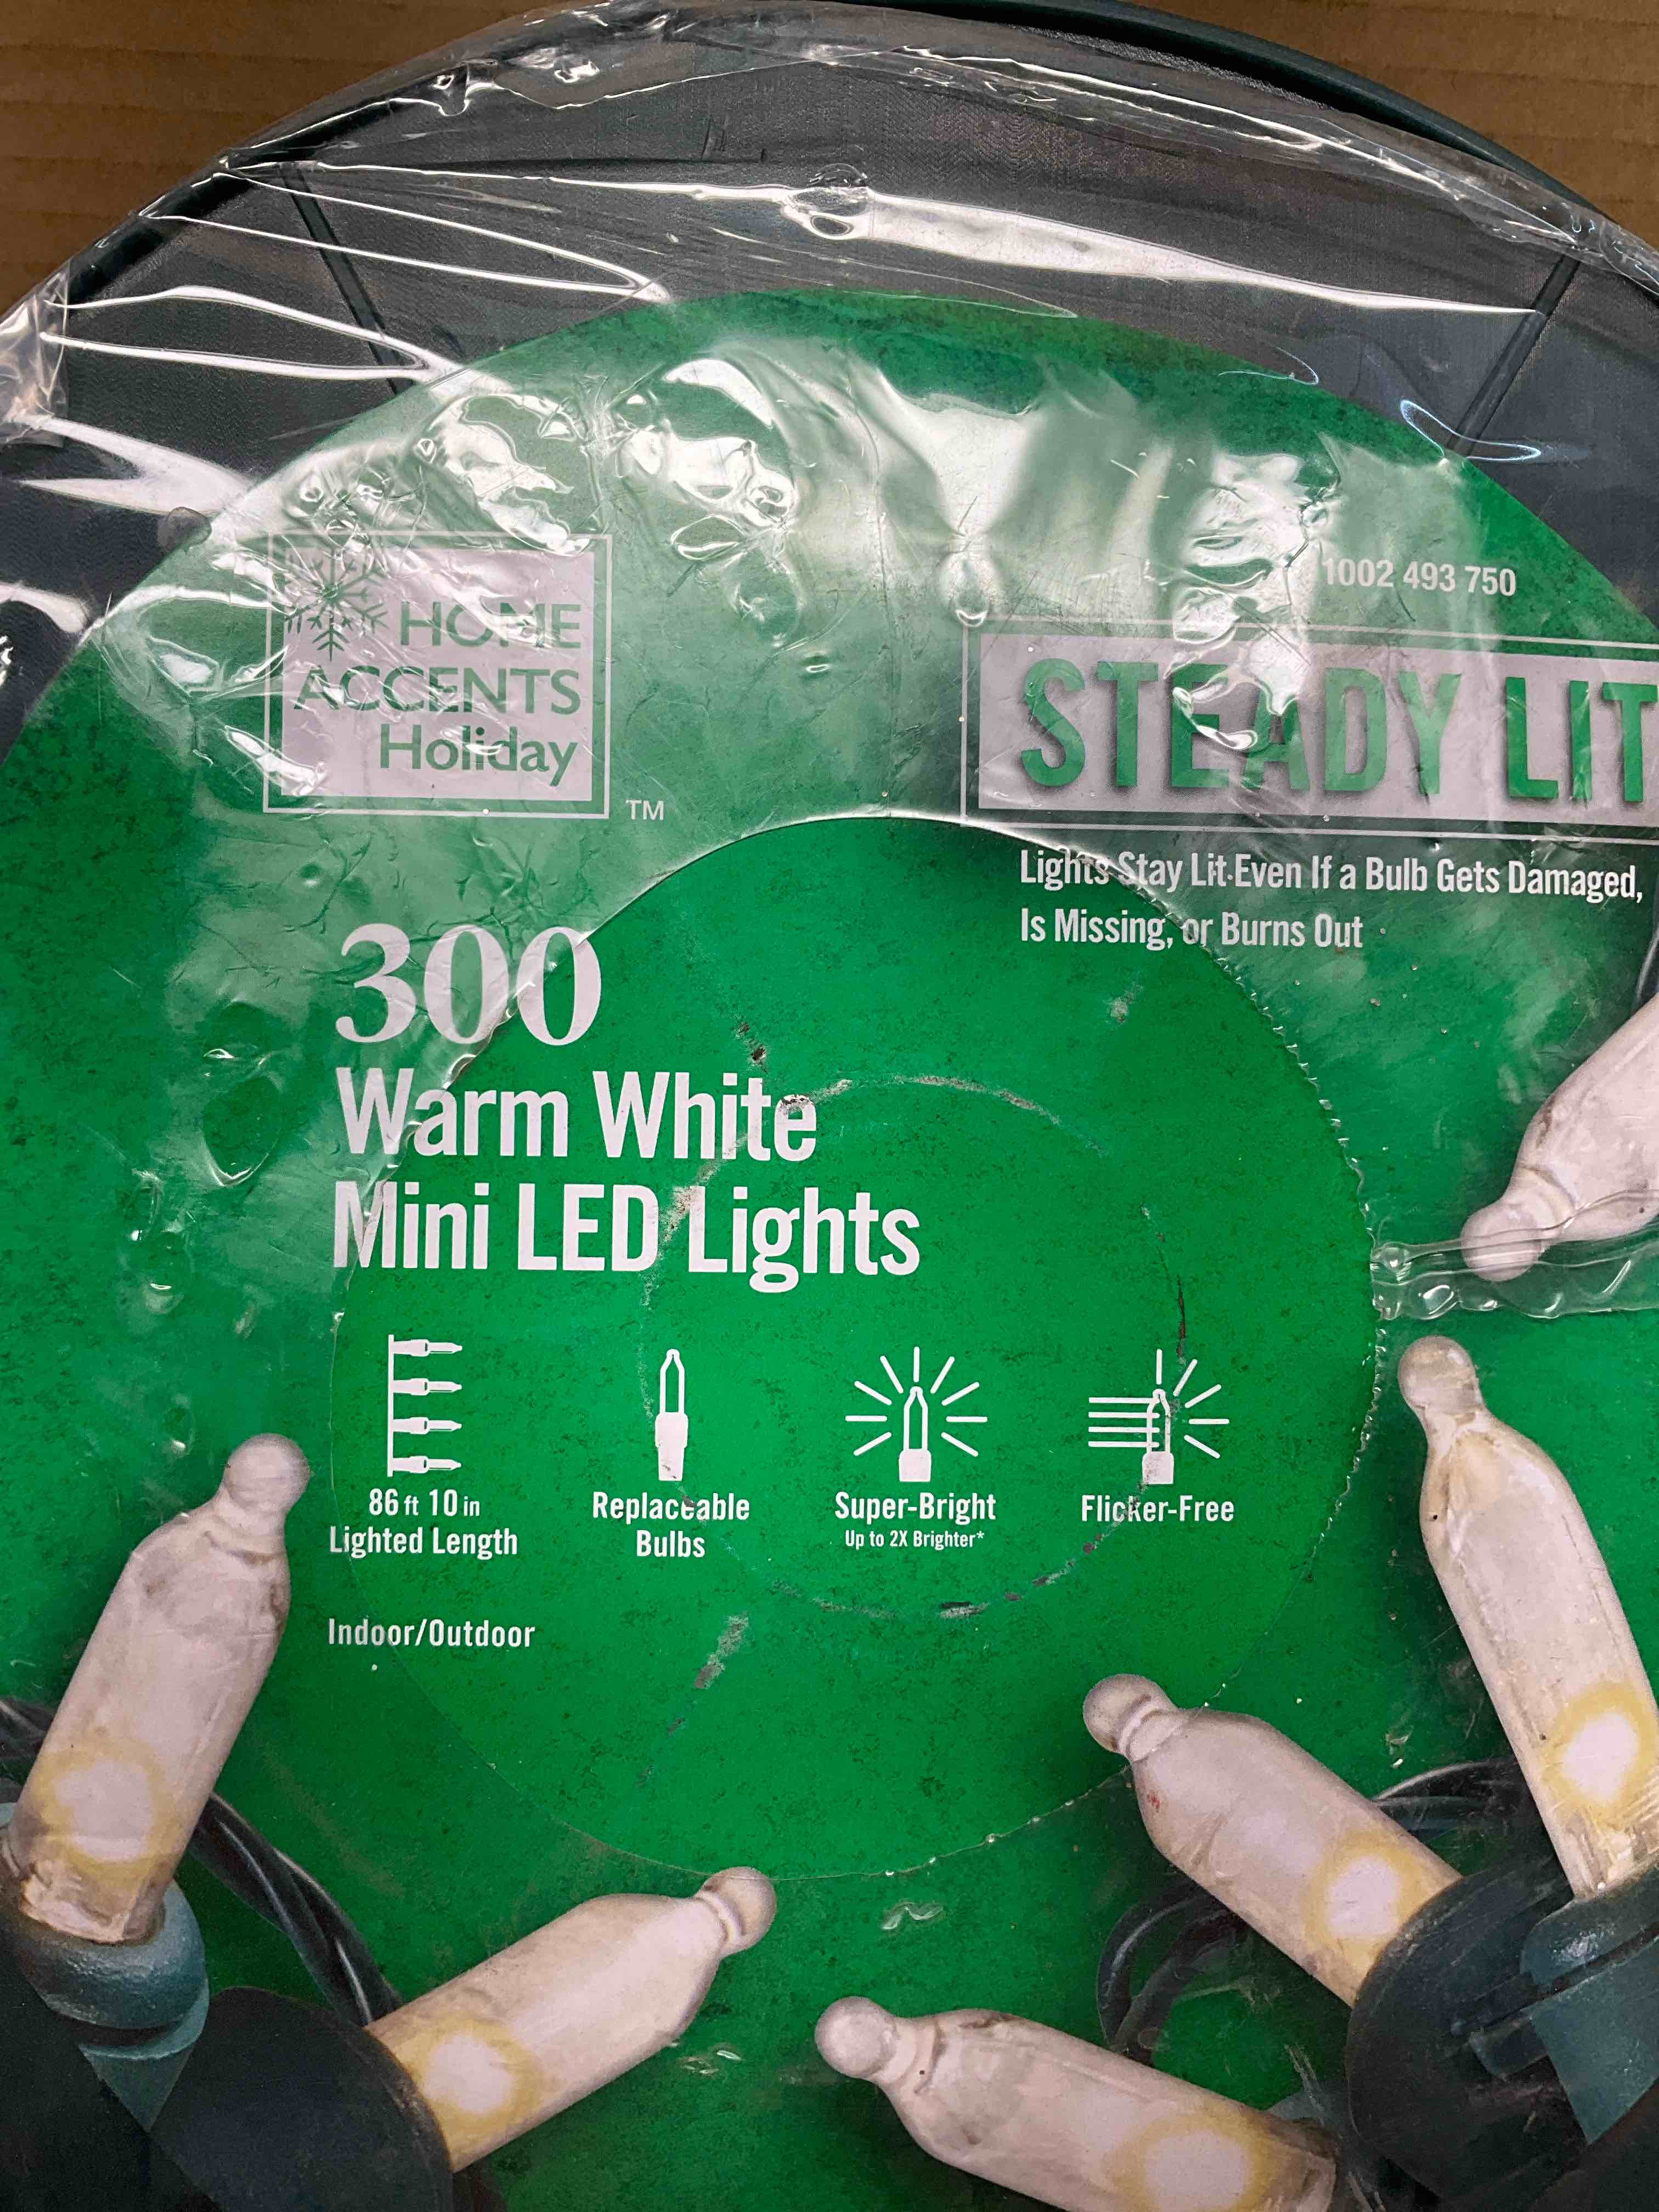 HOME
ACCENTS
Holiday
TM
1002 493 750
STEADY LIT
Lights Stay Lit Even If a Bulb Gets Damaged,
Is Missing, or Burns Out
300
Warm White
Mini LED Lights
86 ft 10 in
Lighted Length
Replaceable
Bulbs
Super-Bright
Up to 2X Brighter*
Flicker-Free
Indoor/Outdoor